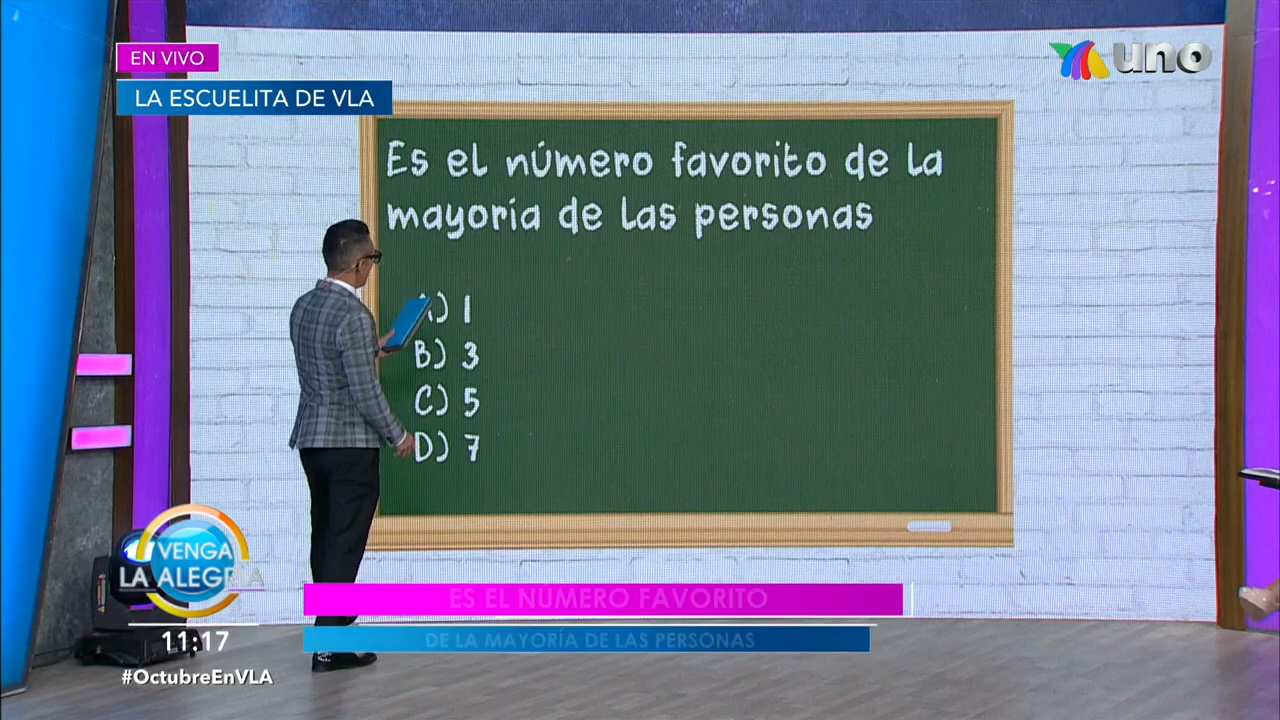 EN VIVO
LA ESCUELITA DE VLA
uno
Es el número favorito de la
mayoría de las personas
A) 1
B) 3
C) 5
D) 7
VENGA
LA ALEGRÍA
11:17
#OctubreEnVLA
ES EL NÚMERO FAVORITO
DE LA MAYORÍA DE LAS PERSONAS